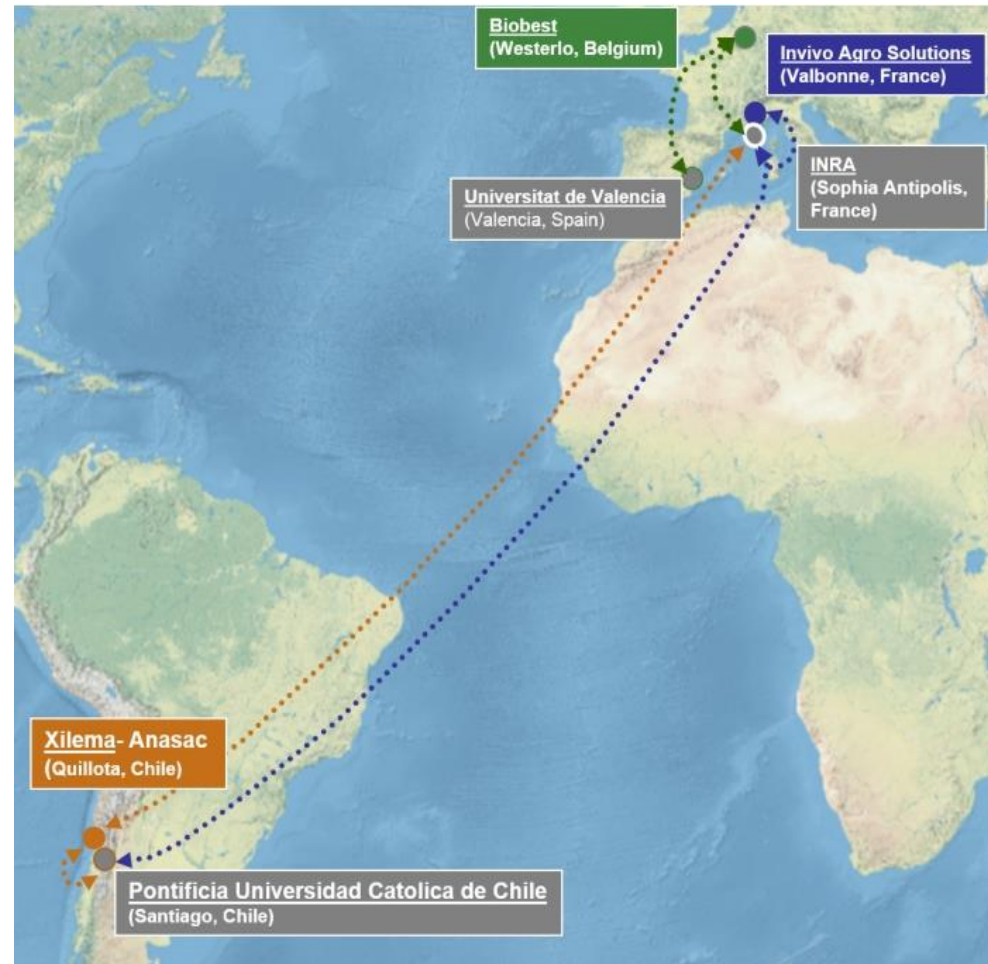 Biobest
(Westerlo, Belgium)
Invivo Agro Solutions
(Valbonne, France)
INRA
(Sophia Antipolis,
France)
Universitat de Valencia
(Valencia, Spain)
Xilema- Anasac
(Quillota, Chile)
Pontificia Universidad Catolica de Chile
(Santiago, Chile)